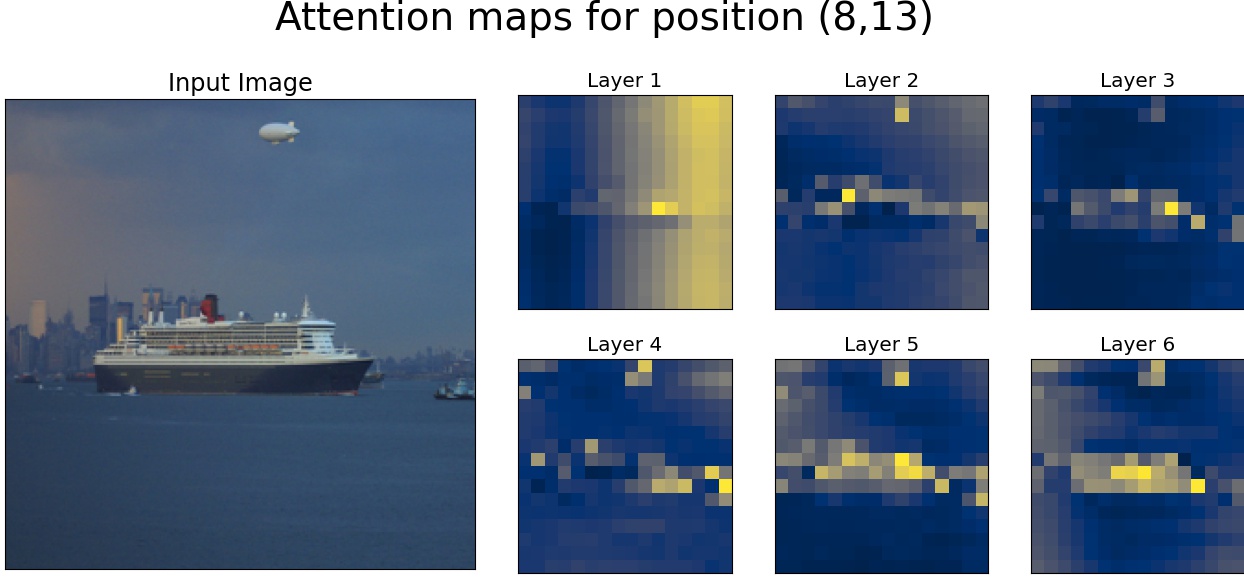 Attention maps for position (8,13)
Input Image
Layer 1
Layer 2
Layer 3
Layer 4
Layer 5
Layer 6